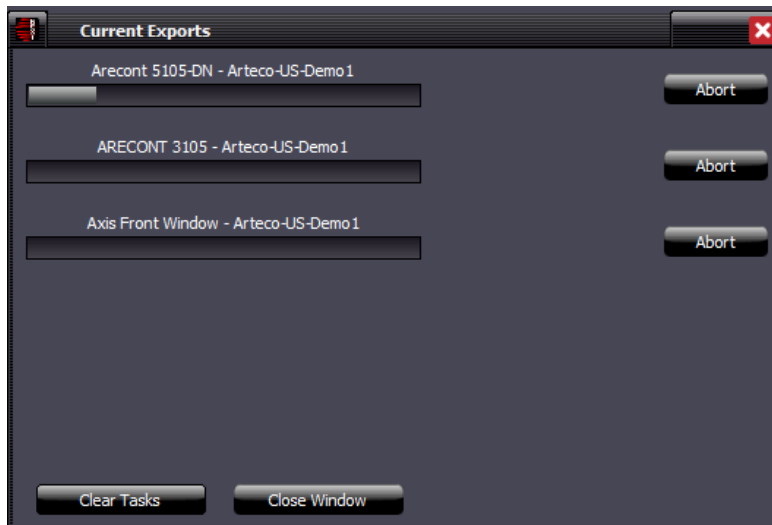 Current Exports
Arecont 5105-DN - Arteco-US-Demo1
Abort
ARECONT 3105 - Arteco-US-Demo1
Abort
Axis Front Window - Arteco-US-Demo1
Abort
Clear Tasks
Close Window